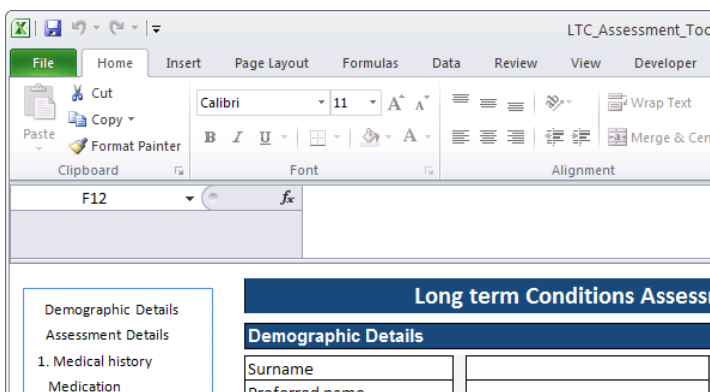 LTC_Assessment_Too
File Home Insert Page Layout Formulas Data Review View Developer
Cut
Calibri 11 A A Wrap Text
Copy
Paste B I U A Merge & Cen
Format Painter
Clipboard Font Alignment
F12 fx
Long term Conditions Assess
Demographic Details
Assessment Details Demographic Details
1. Medical history Surname
Medication Preferred name